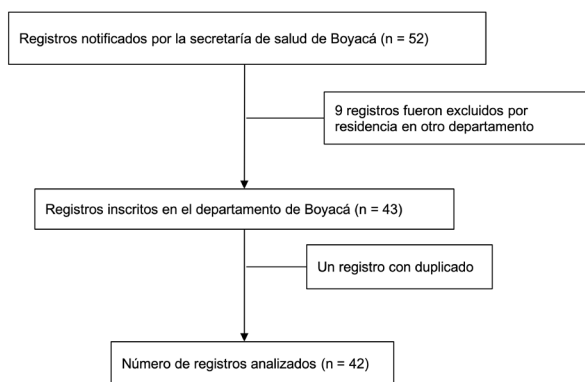 Registros notificados por la secretaría de salud de Boyacá (n = 52)
9 registros fueron excluidos por
residencia en otro departamento
Registros inscritos en el departamento de Boyacá (n = 43)
Un registro con duplicado
Número de registros analizados (n = 42)